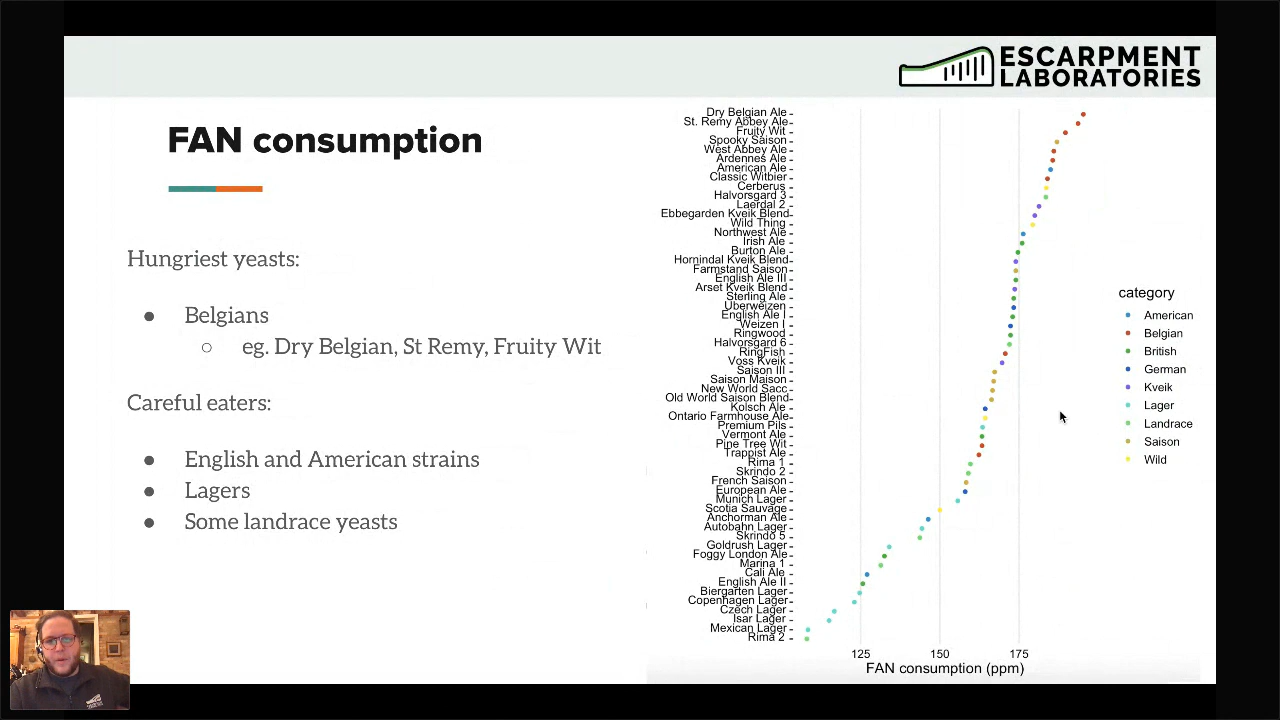 ESCARPMENT
LABORATORIES
FAN consumption
Hungriest yeasts:
● Belgians
○ eg. Dry Belgian, St Remy, Fruity Wit
Careful eaters:
● English and American strains
● Lagers
● Some landrace yeasts
Dry Belgian Ale
St. Remy Abbey Ale
Fruity Wit
Spooky Saison
West Abbey Ale
Ardennes Ale
American Ale
Classic Witbier
Cerberus
Halvorsgard 3
Laerdal 2
Ebbegarden Kveik Blend
Wild Thing
Northwest Ale
Irish Ale
Burton Ale
Hornindal Kveik Blend
Farmstand Saison
English Ale III
Arset Kveik Blend
Sterling Ale
Uberweizen
English Ale I
Weizen I
Ringwood
Halvorsgard 6
RingFish
Voss Kveik
Saison III
Saison Maison
New World Sacc
Old World Saison Blend
Kolsch Ale
Ontario Farmhouse Ale
Premium Pils
Vermont Ale
Pine Tree Wit
Trappist Ale
Rima 1
Skrindo 2
French Saison
European Ale
Munich Lager
Scotia Sauvage
Anchorman Ale
Autobahn Lager
Skrindo 5
Goldrush Lager
Foggy London Ale
Marina 1
Cali Ale
English Ale II
Biergarten Lager
Copenhagen Lager
Czech Lager
Isar Lager
Mexican Lager
Rima 2
125 150 175
FAN consumption (ppm)
category
American
Belgian
British
German
Kveik
Lager
Landrace
Saison
Wild